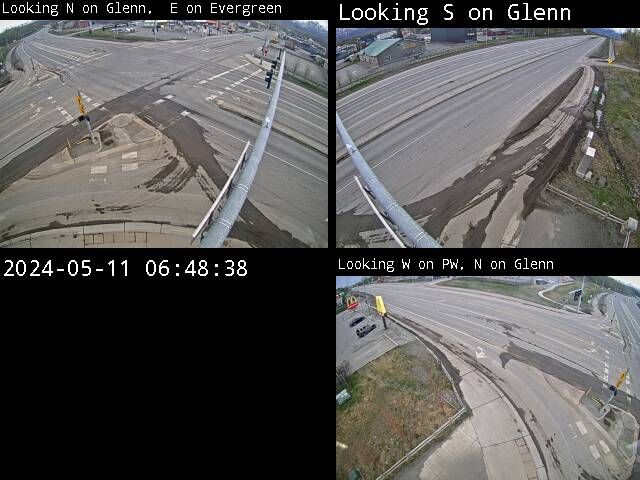 Looking N on Glenn,  E on Evergreen
Looking S on Glenn
2024-05-11 06:48:38
Looking W on PW, N on Glenn